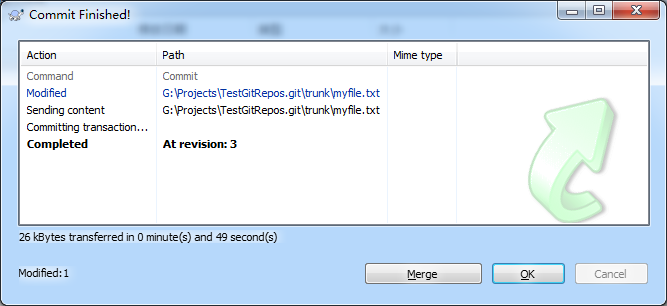 Commit Finished!
Action Path Mime type
Command Commit
Modified G:\Projects\TestGitRepos.git\trunk\myfile.txt
Sending content G:\Projects\TestGitRepos.git\trunk\myfile.txt
Committing transaction...
Completed At revision: 3
26 kBytes transferred in 0 minute(s) and 49 second(s)
Modified:1 Merge OK Cancel